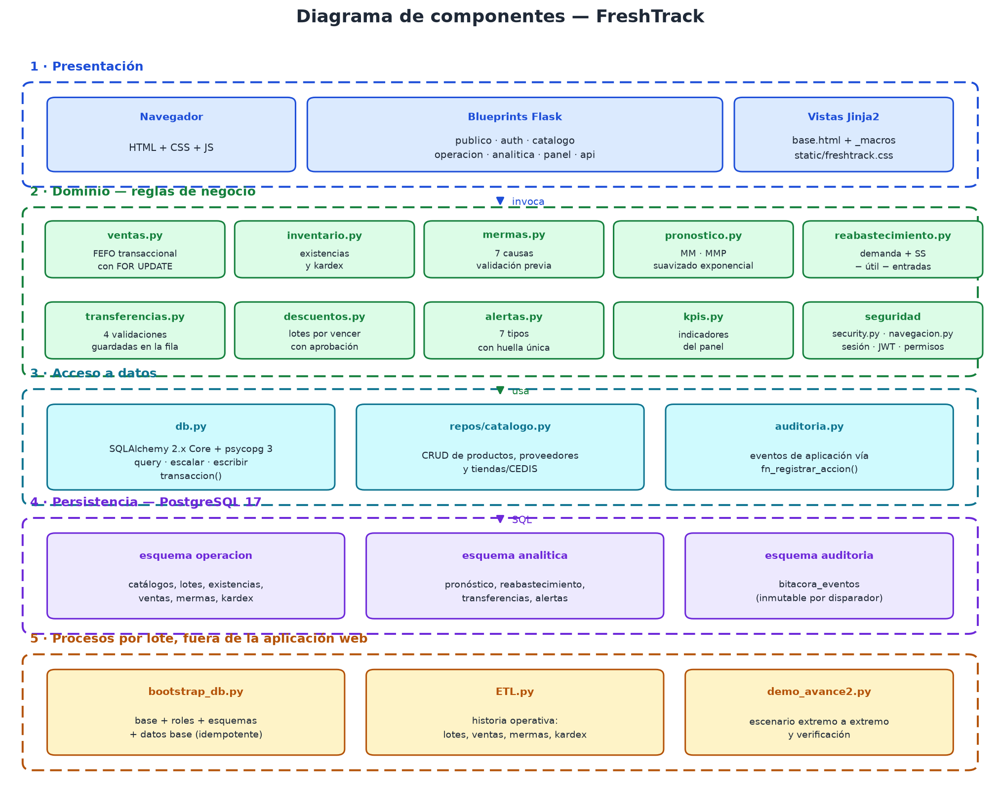 Diagrama de componentes — FreshTrack
1 · Presentación
Navegador
HTML + CSS + JS
Blueprints Flask
publico · auth · catalogo
operacion · analitica · panel · api
Vistas Jinja2
base.html + _macros
static/freshtrack.css
2 · Dominio — reglas de negocio
invoca
ventas.py
FEFO transaccional
con FOR UPDATE
inventario.py
existencias
y kardex
mermas.py
7 causas
validación previa
pronostico.py
MM · MMP
suavizado exponencial
reabastecimiento.py
demanda + SS
− útil − entradas
transferencias.py
4 validaciones
guardadas en la fila
descuentos.py
lotes por vencer
con aprobación
alertas.py
7 tipos
con huella única
kpis.py
indicadores
del panel
seguridad
security.py · navegacion.py
sesión · JWT · permisos
3 · Acceso a datos
usa
db.py
SQLAlchemy 2.x Core + psycopg 3
query · escalar · escribir
transaccion()
repos/catalogo.py
CRUD de productos, proveedores
y tiendas/CEDIS
auditoria.py
eventos de aplicación vía
fn_registrar_accion()
4 · Persistencia — PostgreSQL 17
SQL
esquema operacion
catálogos, lotes, existencias,
ventas, mermas, kardex
esquema analitica
pronóstico, reabastecimiento,
transferencias, alertas
esquema auditoria
bitacora_eventos
(inmutable por disparador)
5 · Procesos por lote, fuera de la aplicación web
bootstrap_db.py
base + roles + esquemas
+ datos base (idempotente)
ETL.py
historia operativa:
lotes, ventas, mermas, kardex
demo_avance2.py
escenario extremo a extremo
y verificación